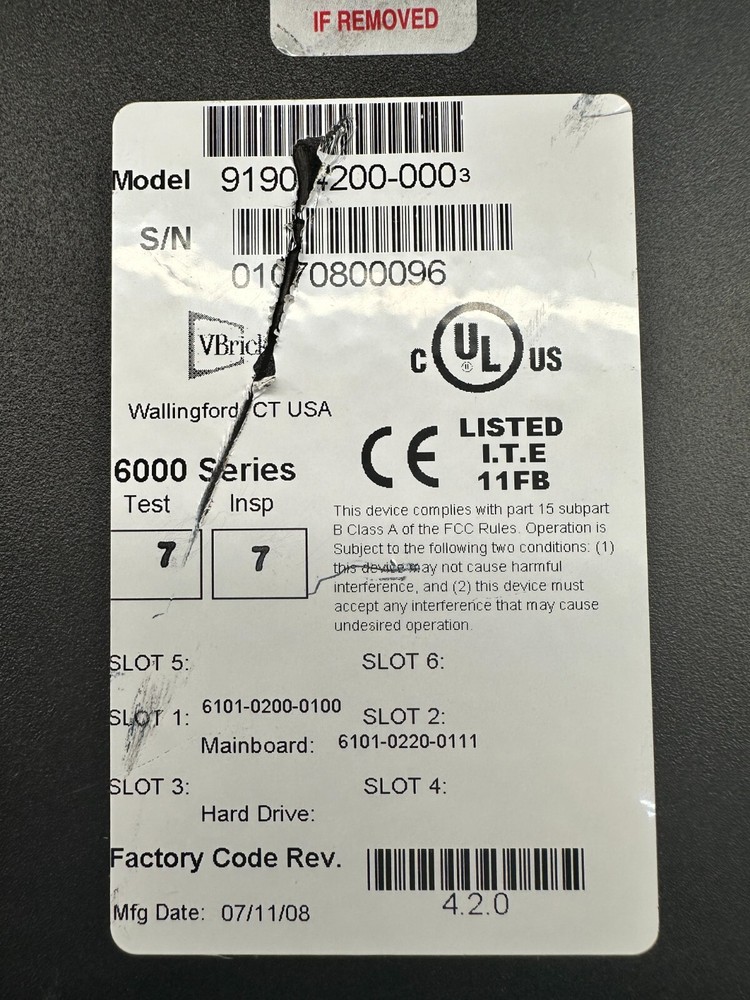 IF REMOVED
Model
S/N
VBrick
Wallingford, CT USA
C UL US
LISTED
I.T.E
11FB
CE
6000 Series
Test Insp
7 7
This device complies with part 15 subpart
B Class A of the FCC Rules. Operation is
Subject to the following two conditions: (1)
this device may not cause harmful
interference, and (2) this device must
accept any interference that may cause
undesired operation.
SLOT 5: SLOT 6:
SLOT 1: 6101-0200-0100 SLOT 2:
Mainboard: 6101-0220-0111
SLOT 3: SLOT 4:
Hard Drive:
Factory Code Rev.
4.2.0
Mfg Date: 07/11/08